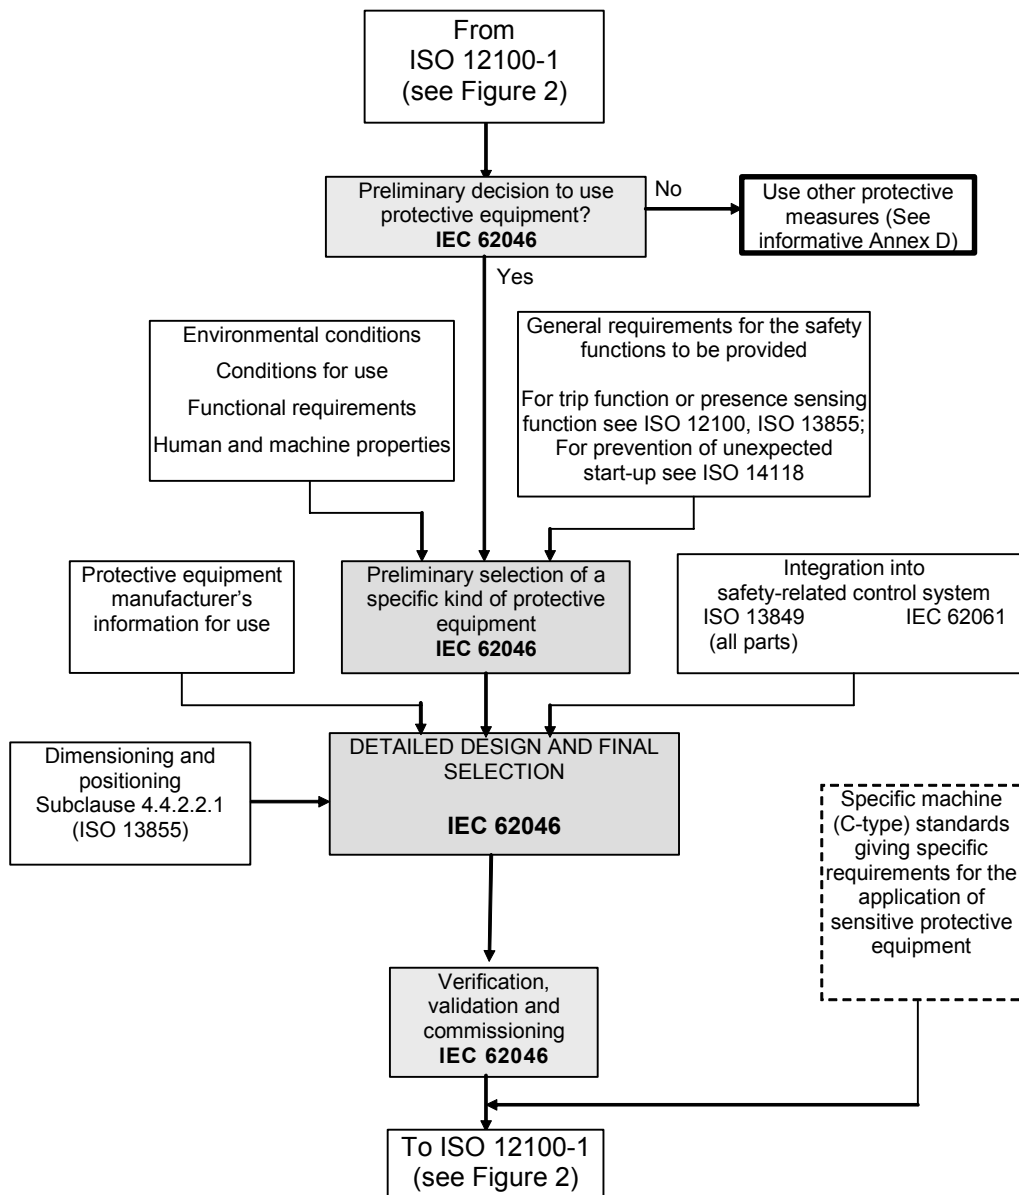 From
ISO 12100-1
(see Figure 2)
Preliminary decision to use
protective equipment?
IEC 62046
No
Use other protective
measures (See
informative Annex D)
Yes
Environmental conditions
Conditions for use
Functional requirements
Human and machine properties
General requirements for the safety
functions to be provided
For trip function or presence sensing
function see ISO 12100, ISO 13855;
For prevention of unexpected
start-up see ISO 14118
Protective equipment
manufacturer's
information for use
Preliminary selection of a
specific kind of protective
equipment
IEC 62046
Integration into
safety-related control system
ISO 13849 IEC 62061
(all parts)
Dimensioning and
positioning
Subclause 4.4.2.2.1
(ISO 13855)
DETAILED DESIGN AND FINAL
SELECTION
IEC 62046
Specific machine
(C-type) standards
giving specific
requirements for the
application of
sensitive protective
equipment
Verification,
validation and
commissioning
IEC 62046
To ISO 12100-1
(see Figure 2)